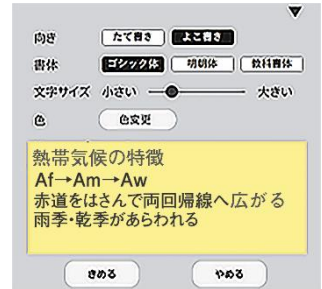 向き たて書き よこ書き
書体 ゴシック体 明朝体 教科書体
文字サイズ 小さい 大きい
色 色変更
熱帯気候の特徴
Af→Am→Aw
赤道をはさんで両回帰線へ広がる
雨季・乾季があらわれる
きめる やめる